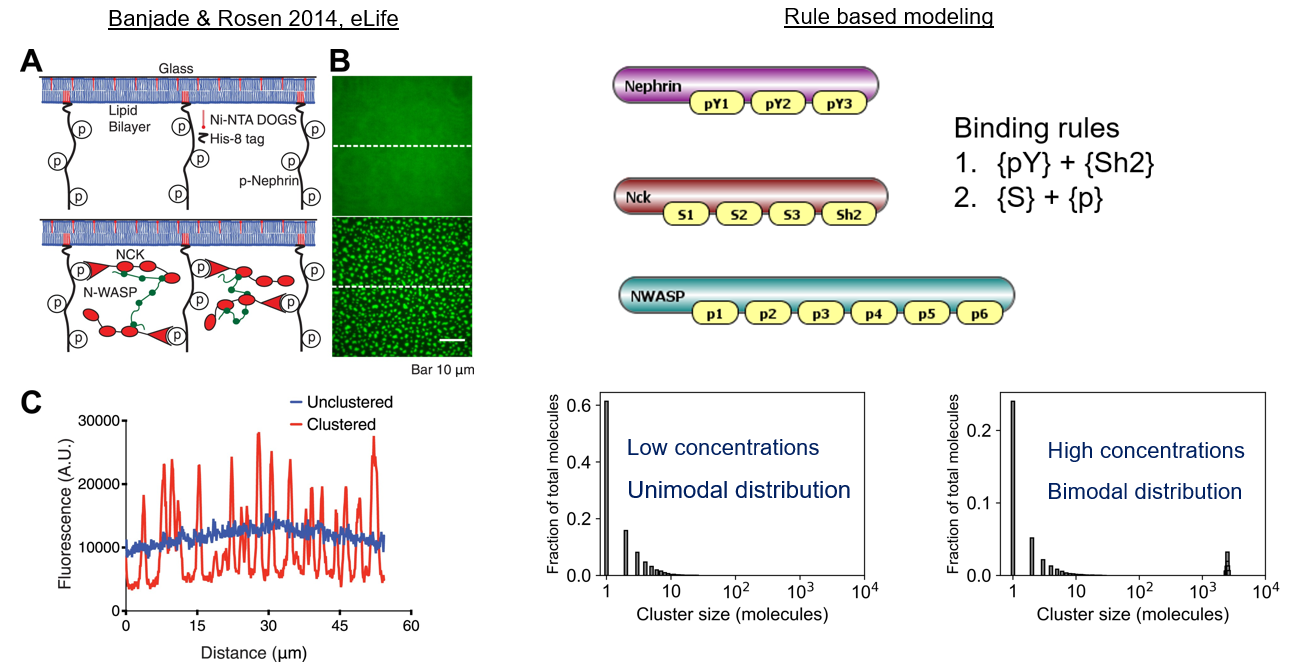 Banjade & Rosen 2014, eLife
Rule based modeling
A
B
Glass
Lipid
Bilayer
Ni-NTA DOGS
His-8 tag
p-Nephrin
p
p
p
p
p
p
p
p
p
NCK
N-WASP
p
p
p
p
p
p
p
p
p
Bar 10 µm
Nephrin
pY1
pY2
pY3
Nck
S1
S2
S3
Sh2
NWASP
p1
p2
p3
p4
p5
p6
Binding rules
1. {pY} + {Sh2}
2. {S} + {p}
C
Unclustered
Clustered
Fluorescence (A.U.)
30000
20000
10000
0
0 15 30 45 60
Distance (µm)
Fraction of total molecules
0.6
0.4
0.2
0.0
Low concentrations
Unimodal distribution
1 10 10² 10³ 10⁴
Cluster size (molecules)
Fraction of total molecules
0.2
0.1
0.0
High concentrations
Bimodal distribution
1 10 10² 10³ 10⁴
Cluster size (molecules)